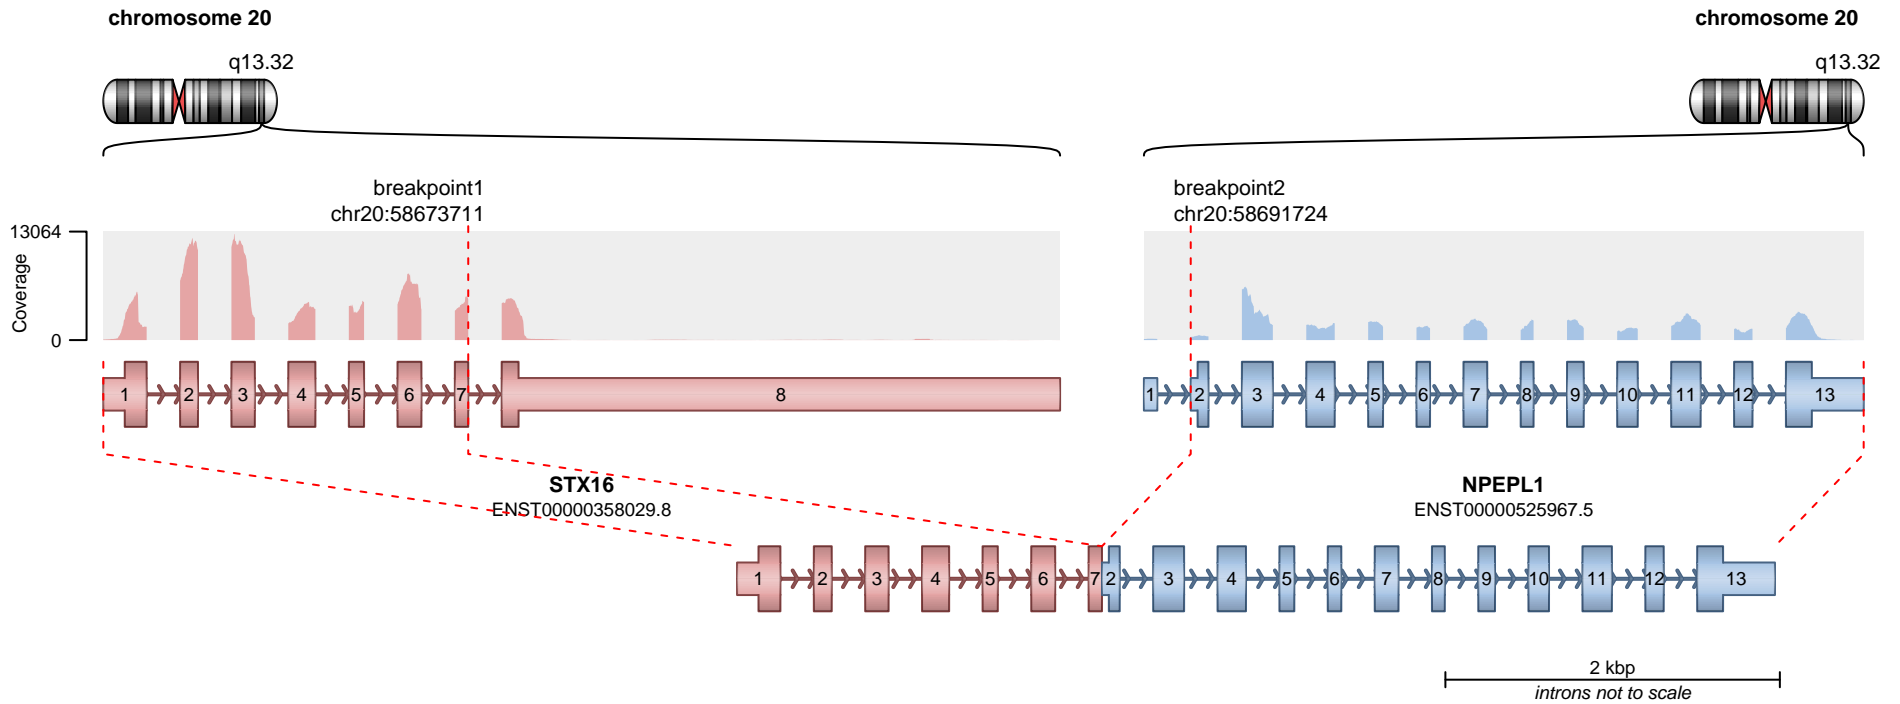 chromosome 20
chromosome 20
q13.32
q13.32
breakpoint1
chr20:58673711
breakpoint2
chr20:58691724
13064
Coverage
0
1 2 3 4 5 6 7 8
1 2 3 4 5 6 7 8 9 10 11 12 13
STX16
ENST00000358029.8
NPEPL1
ENST00000525967.5
1 2 3 4 5 6 7 2 3 4 5 6 7 8 9 10 11 12 13
2 kbp
introns not to scale